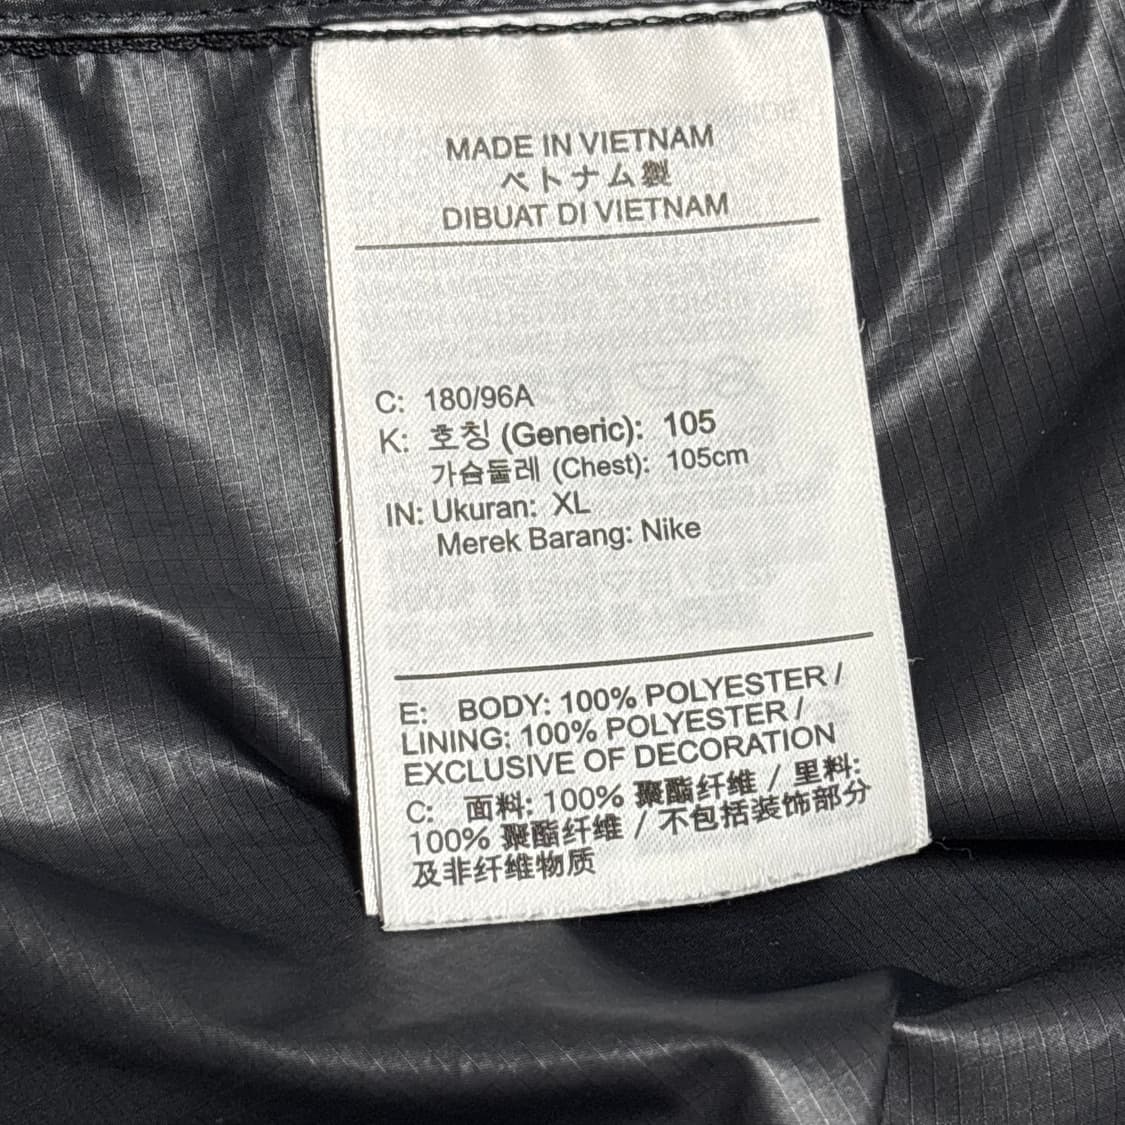 MADE IN VIETNAM
ベトナム製
DIBUAT DI VIETNAM
C: 180/96A
K: 호칭 (Generic): 105
가슴둘레 (Chest): 105cm
IN: Ukuran: XL
Merek Barang: Nike
E: BODY: 100% POLYESTER /
LINING: 100% POLYESTER /
EXCLUSIVE OF DECORATION
C: 面料: 100% 聚酯纤维 / 里料:
100% 聚酯纤维 / 不包括装饰部分
及非纤维物质